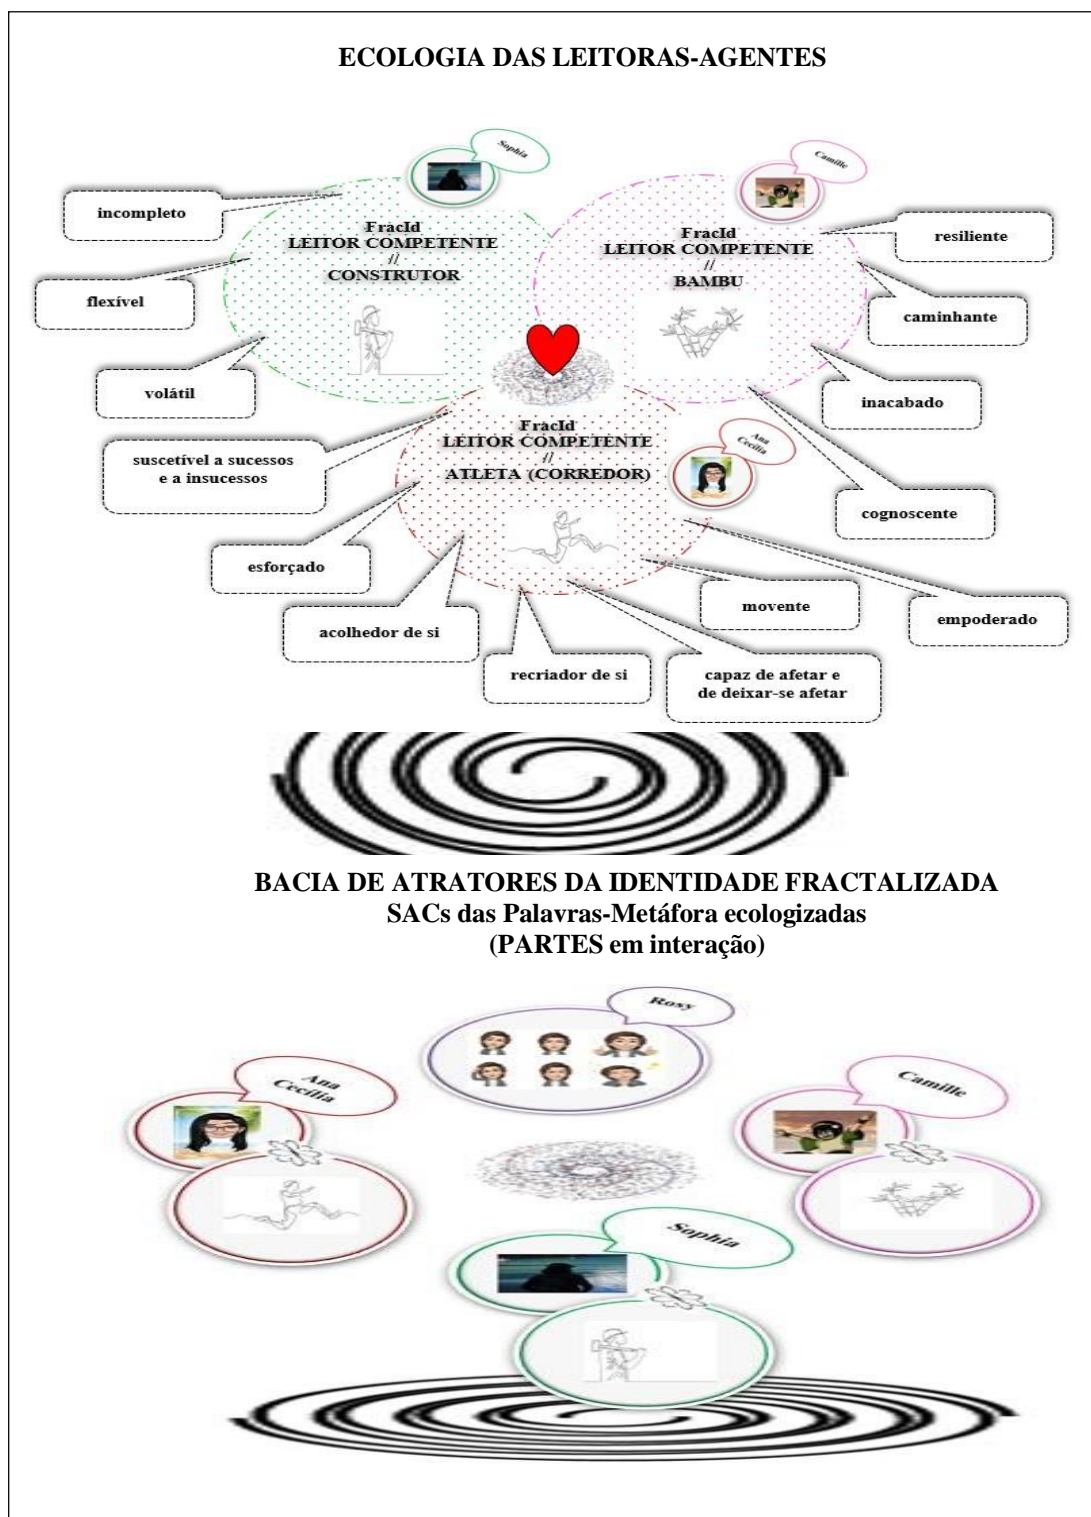 ECOLOGIA DAS LEITORAS-AGENTES
Sophia
Camille
incompleto
FracId
LEITOR COMPETENTE
//
CONSTRUTOR
FracId
LEITOR COMPETENTE
//
BAMBU
resiliente
flexível
caminhante
volátil
inacabado
FracId
LEITOR COMPETENTE
//
ATLETA (CORREDOR)
Ana
Cecília
suscetível a sucessos
e a insucessos
cognoscente
esforçado
movente
empoderado
acolhedor de si
recriador de si
capaz de afetar e
de deixar-se afetar
BACIA DE ATRATORES DA IDENTIDADE FRACTALIZADA
SACs das Palavras-Metáfora ecologizadas
(PARTES em interação)
Rosy
Ana
Cecília
Camille
Sophia